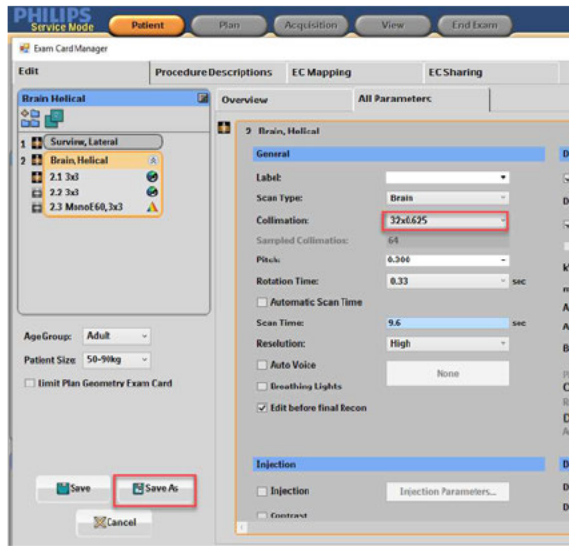 PHILIPS
Service Mode
Patient Plan Acquisition View End Exam
Exam Card Manager
Edit Procedure Descriptions EC Mapping EC Sharing
Brain Helical
Overview All Parameters
1 Surview, Lateral
2 Brain, Helical
2.1 3x3
2.2 3x3
2.3 MonoE60, 3x3
Age Group: Adult
Patient Size: 50-90kg
Limit Plan Geometry Exam Card
Save Save As
Cancel
2 Brain, Helical
General
Label:
Scan Type: Brain
Collimation: 32x0.625
Sampled Collimation: 64
Pitch: 0.300
Rotation Time: 0.33 sec
Automatic Scan Time
Scan Time: 9.6 sec
Resolution: High
Auto Voice
None
Breathing Lights
Edit before final Recon
Injection
Injection Injection Parameters...
Contrast